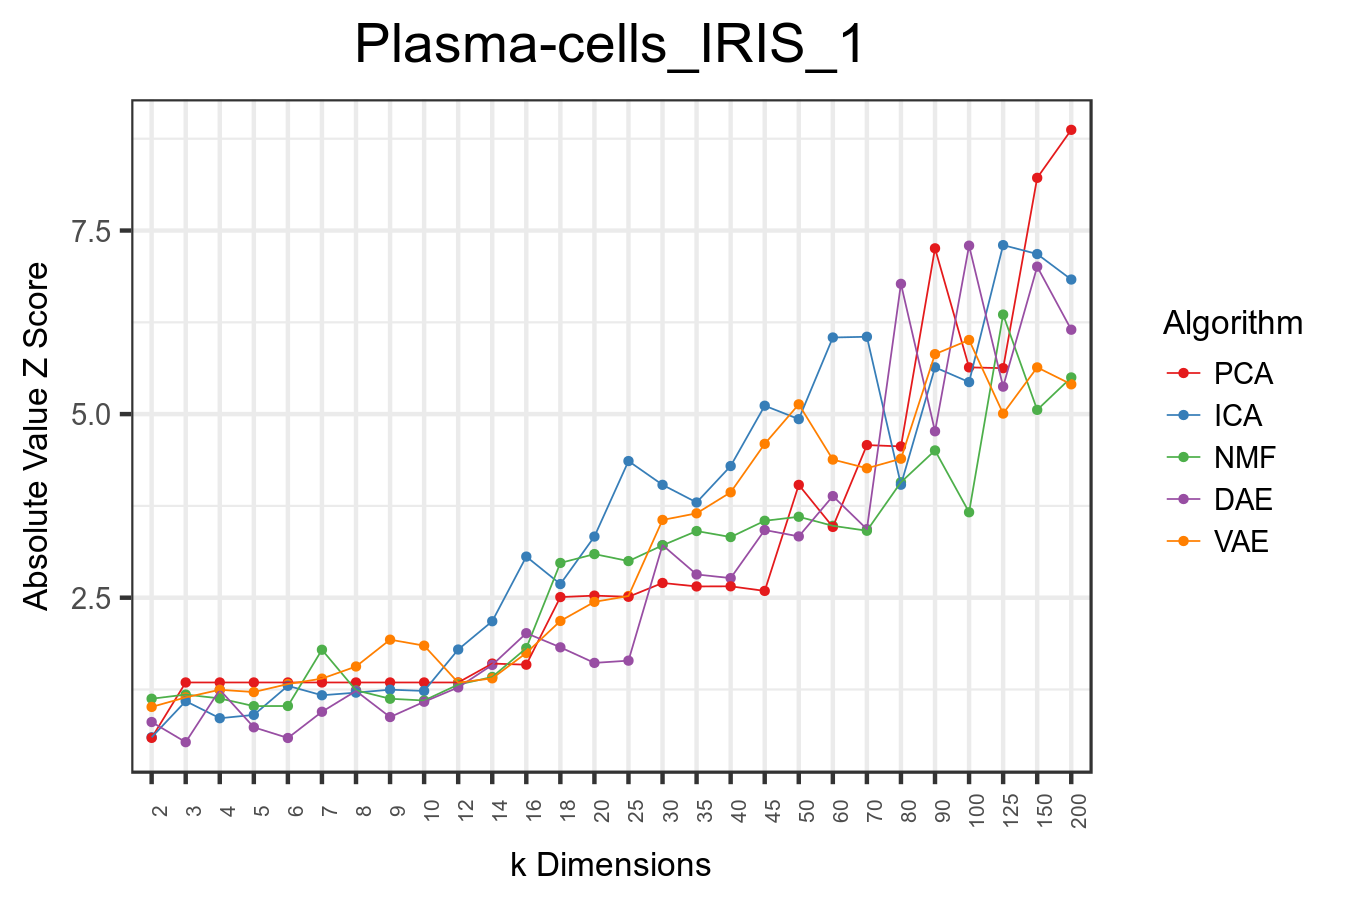 Plasma-cells_IRIS_1
Absolute Value Z Score
7.5
5.0
2.5
2 3 4 5 6 7 8 9 10 12 14 16 18 20 25 30 35 40 45 50 60 70 80 90 100 125 150 200
k Dimensions
Algorithm
PCA
ICA
NMF
DAE
VAE